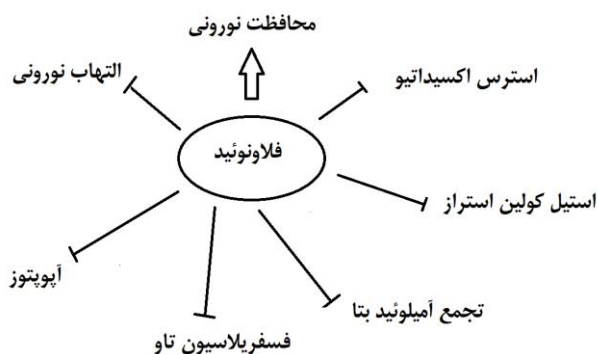 محافظت نورونی
التهاب نورونی
استرس اکسیداتیو
فلاونوئید
استیل کولین استراز
آپوپتوز
تجمع آمیلوئید بتا
فسفریلاسیون تاو